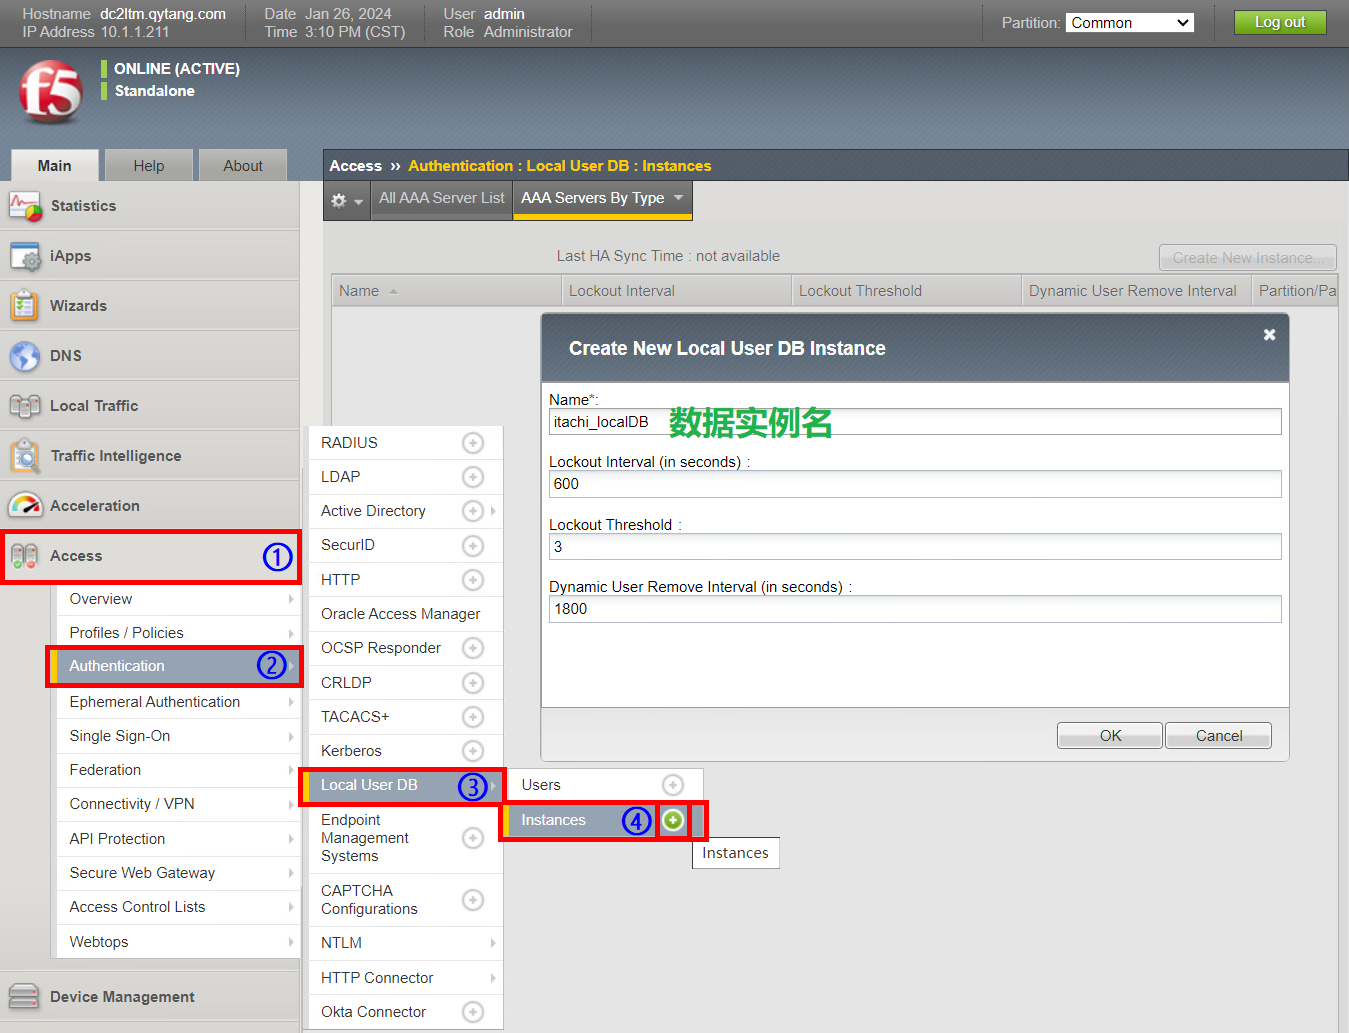 Hostname dc2ltm.qytang.com
IP Address 10.1.1.211
Date Jan 26, 2024
Time 3:10 PM (CST)
User admin
Role Administrator
Partition: Common
Log out
f5
ONLINE (ACTIVE)
Standalone
Main
Help
About
Access ›› Authentication : Local User DB : Instances
All AAA Server List
AAA Servers By Type
Last HA Sync Time : not available
Create New Instance...
Name
Lockout Interval
Lockout Threshold
Dynamic User Remove Interval
Partition/Pa
Statistics
iApps
Wizards
DNS
Local Traffic
Traffic Intelligence
Acceleration
Access ①
Overview
Profiles / Policies
Authentication ②
Ephemeral Authentication
Single Sign-On
Federation
Connectivity / VPN
API Protection
Secure Web Gateway
Access Control Lists
Webtops
Device Management
RADIUS
LDAP
Active Directory
SecurID
HTTP
Oracle Access Manager
OCSP Responder
CRLDP
TACACS+
Kerberos
Local User DB ③
Endpoint
Management
Systems
CAPTCHA
Configurations
NTLM
HTTP Connector
Okta Connector
Users
Instances ④
Instances
Create New Local User DB Instance
Name*:
itachi_localDB 数据实例名
Lockout Interval (in seconds) :
600
Lockout Threshold :
3
Dynamic User Remove Interval (in seconds) :
1800
OK
Cancel